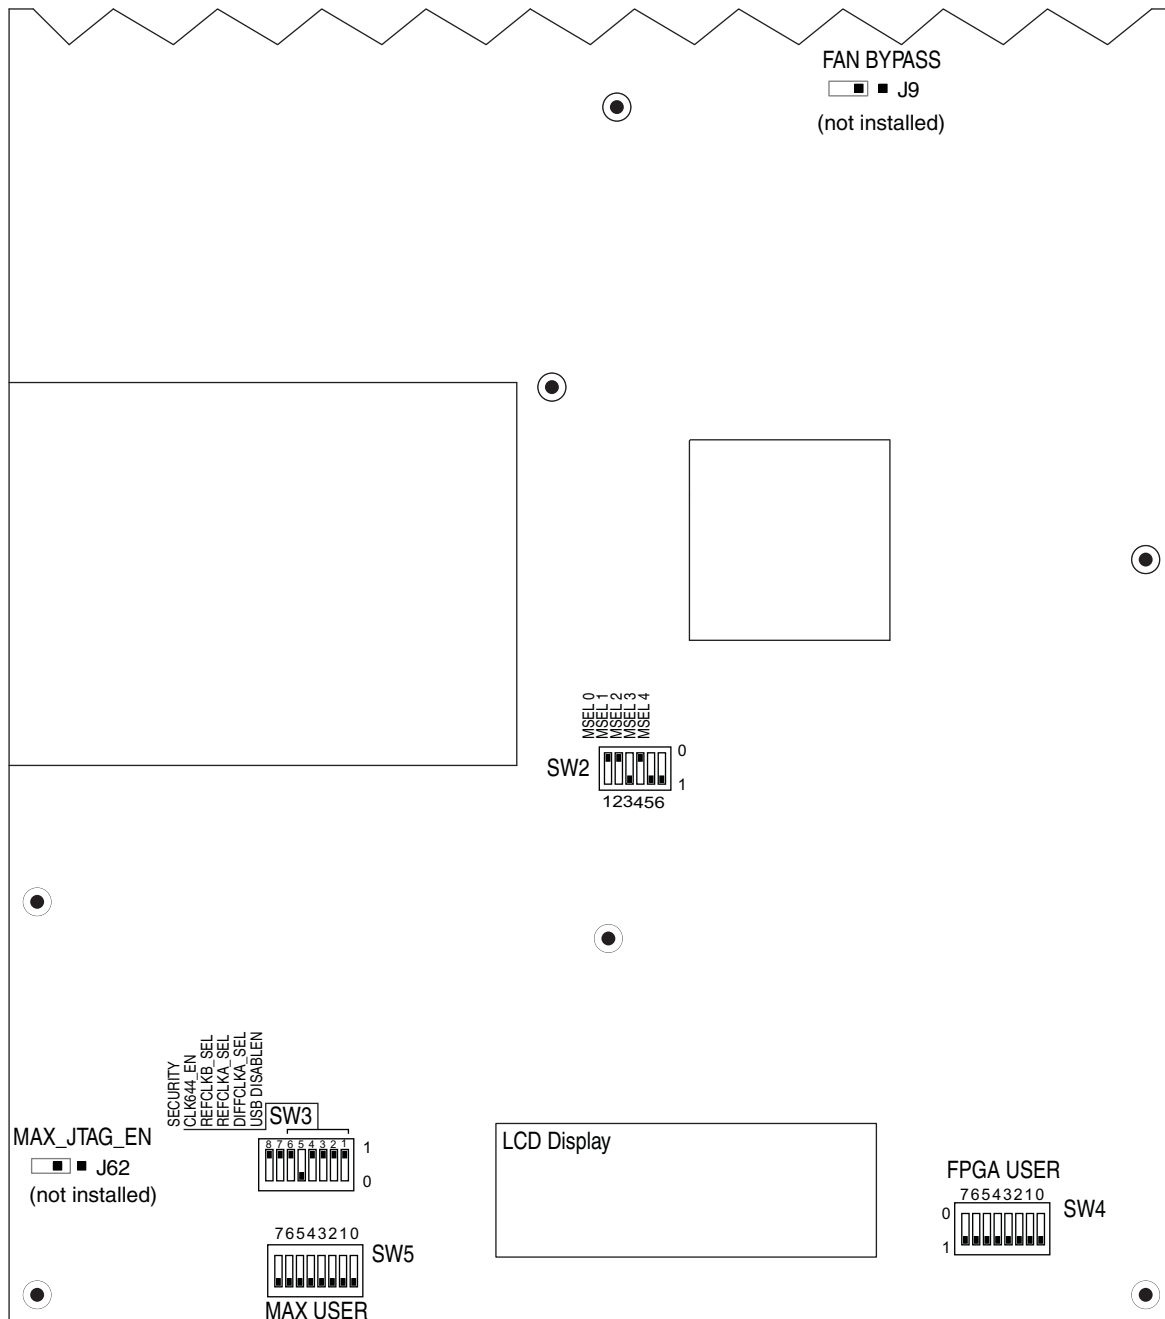 FAN BYPASS
J9
(not installed)
MSEL 0
MSEL 1
MSEL 2
MSEL 3
MSEL 4
SW2
0
1
123456
SECURITY
CLK644_EN
REFCLKB_SEL
REFCLKA_SEL
DIFFCLKA_SEL
USB DISABLEN
SW3
8 7 6 5 4 3 2 1
1
0
MAX_JTAG_EN
J62
(not installed)
LCD Display
FPGA USER
76543210
0
1
SW4
76543210
SW5
MAX USER